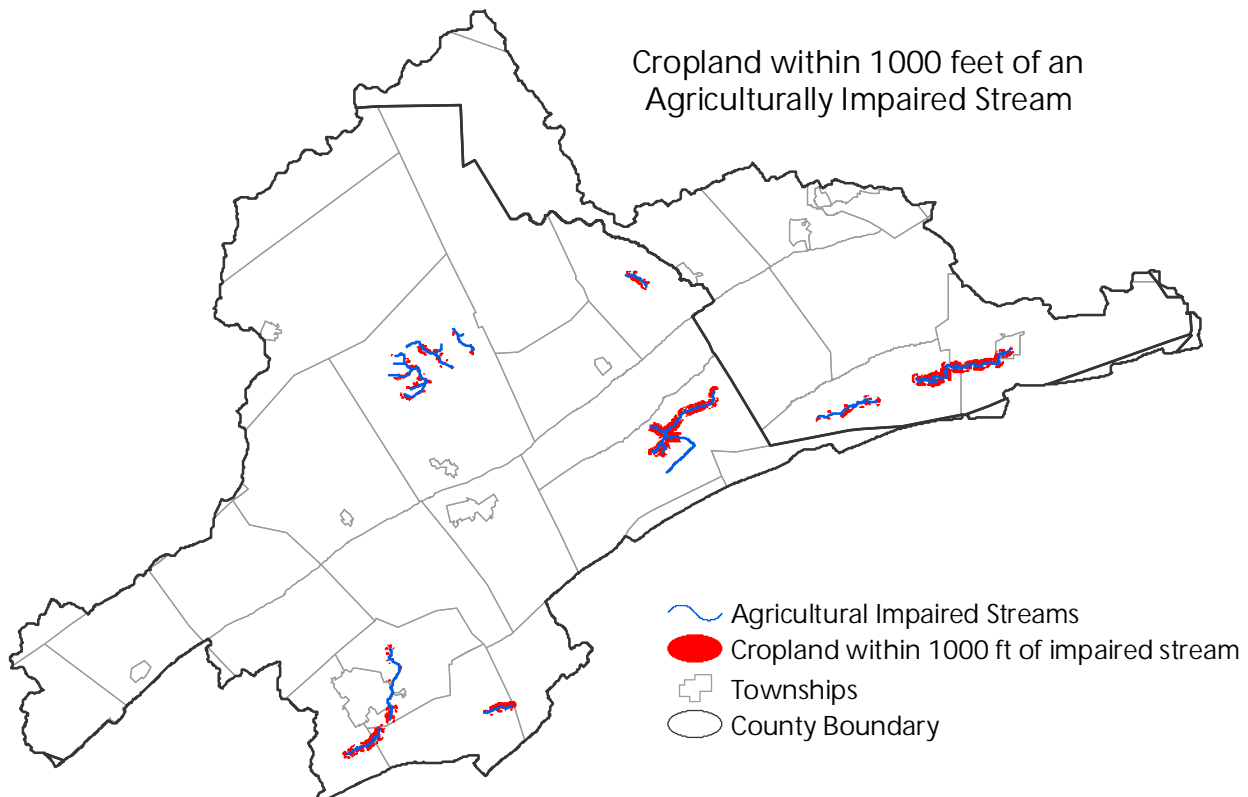 Cropland within 1000 feet of an
Agriculturally Impaired Stream
Agricultural Impaired Streams
Cropland within 1000 ft of impaired stream
Townships
County Boundary